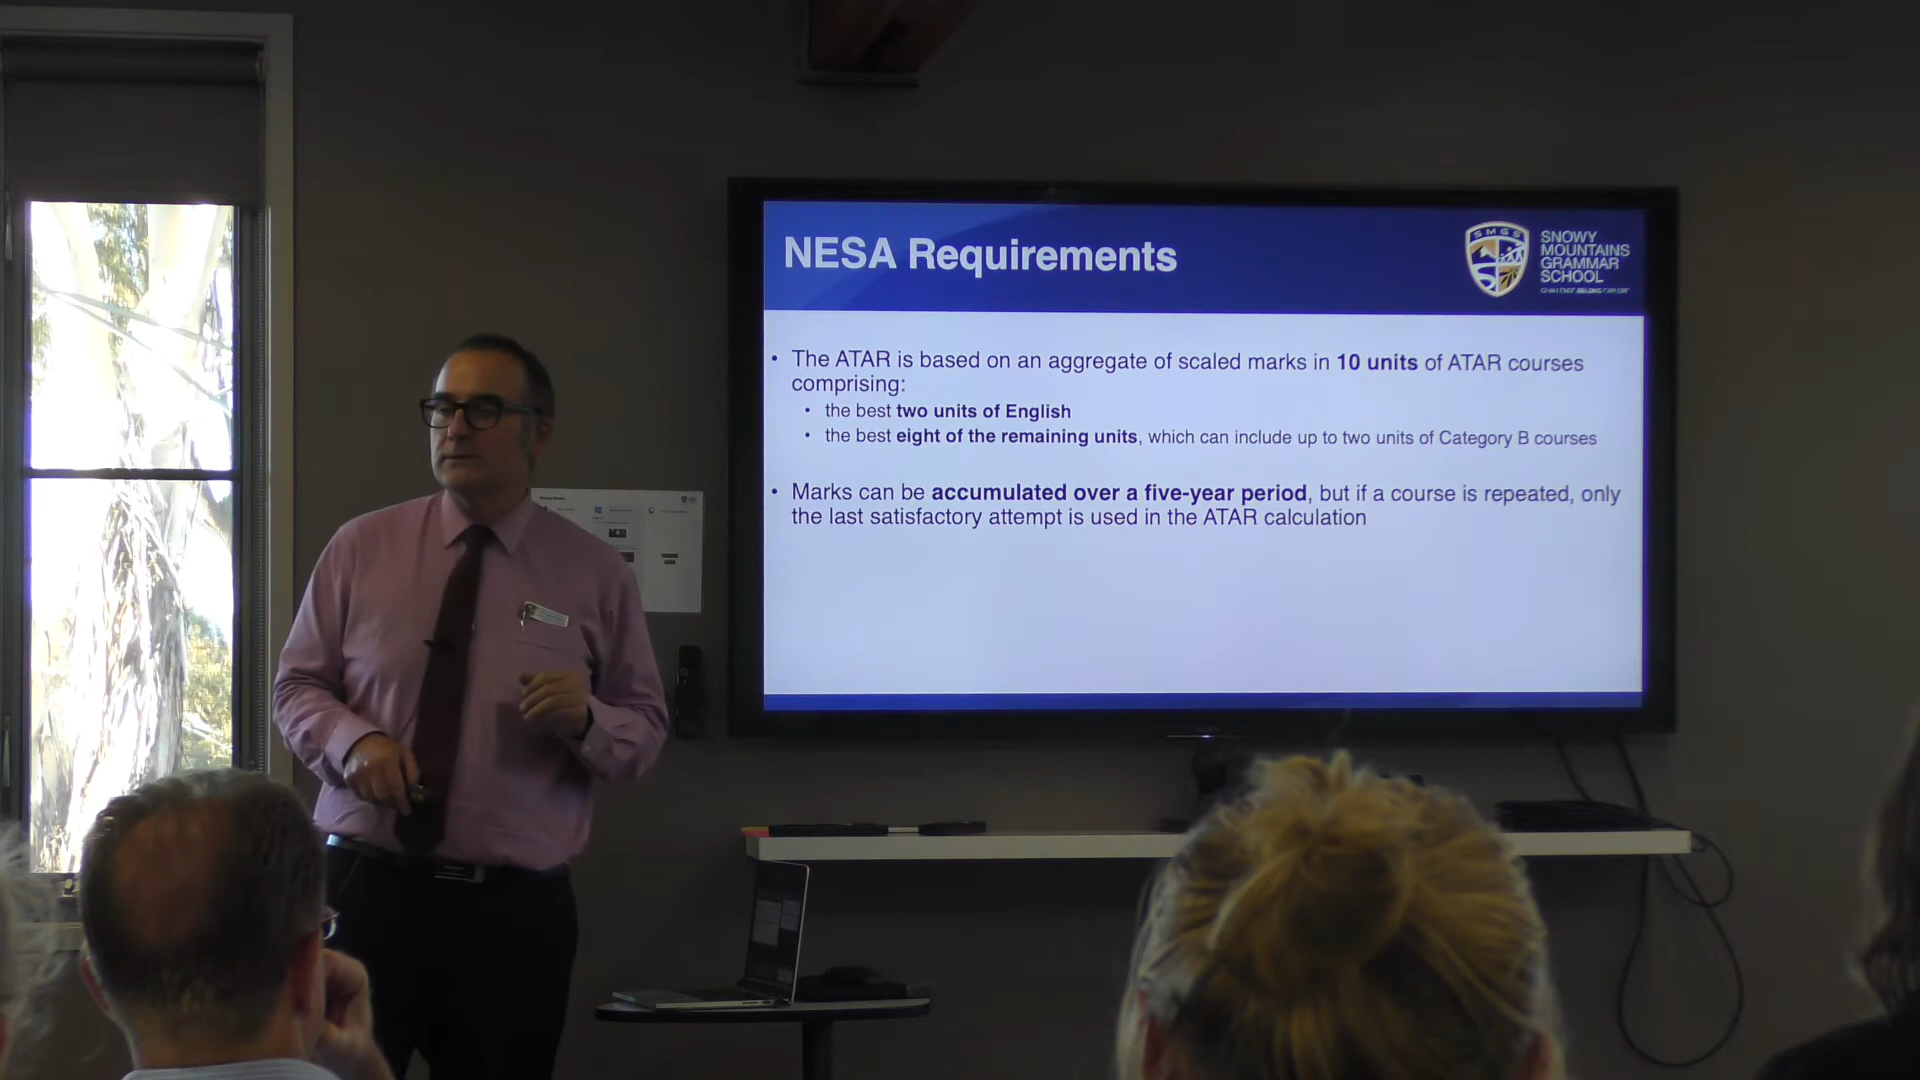 NESA Requirements
SMGS
SNOWY
MOUNTAINS
GRAMMAR
SCHOOL
• The ATAR is based on an aggregate of scaled marks in 10 units of ATAR courses
comprising:
• the best two units of English
• the best eight of the remaining units, which can include up to two units of Category B courses
• Marks can be accumulated over a five-year period, but if a course is repeated, only
the last satisfactory attempt is used in the ATAR calculation